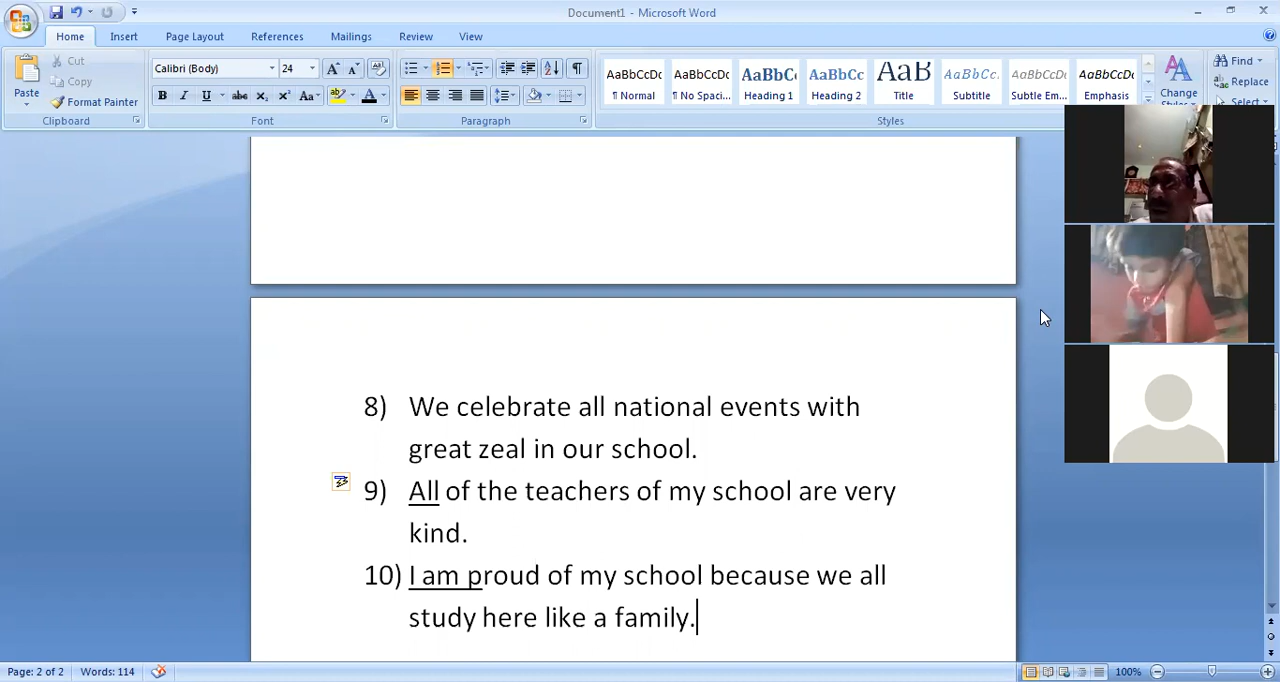 Document1 - Microsoft Word
Home Insert Page Layout References Mailings Review View
Paste
Cut
Copy
Format Painter
Clipboard
Calibri (Body) 24
Font
Paragraph
AaBbCcDc AaBbCcDc AaBbC AaBbCc AaB AaBbCc. AaBbCcDc AaBbCcDc
¶ Normal ¶ No Spaci... Heading 1 Heading 2 Title Subtitle Subtle Em... Emphasis
Styles
Change
Find
Replace
Select
8) We celebrate all national events with
great zeal in our school.
9) All of the teachers of my school are very
kind.
10) I am proud of my school because we all
study here like a family.
Page: 2 of 2 Words: 114 100%